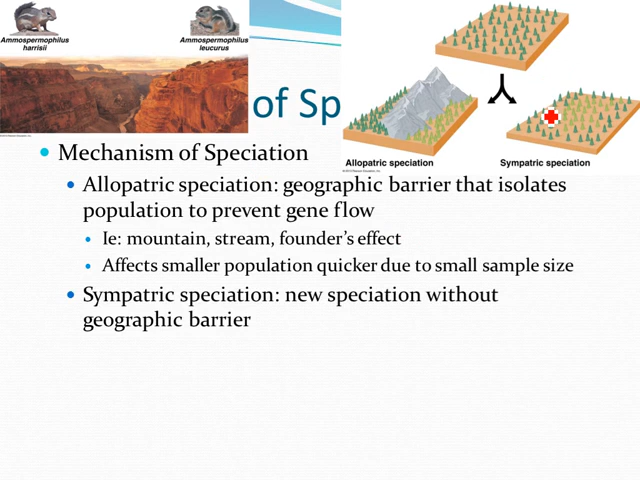 Ammospermophilus
harrisii
Ammospermophilus
leucurus
of Sp
Allopatric speciation
Sympatric speciation
Mechanism of Speciation
Allopatric speciation: geographic barrier that isolates
population to prevent gene flow
Ie: mountain, stream, founder's effect
Affects smaller population quicker due to small sample size
Sympatric speciation: new speciation without
geographic barrier